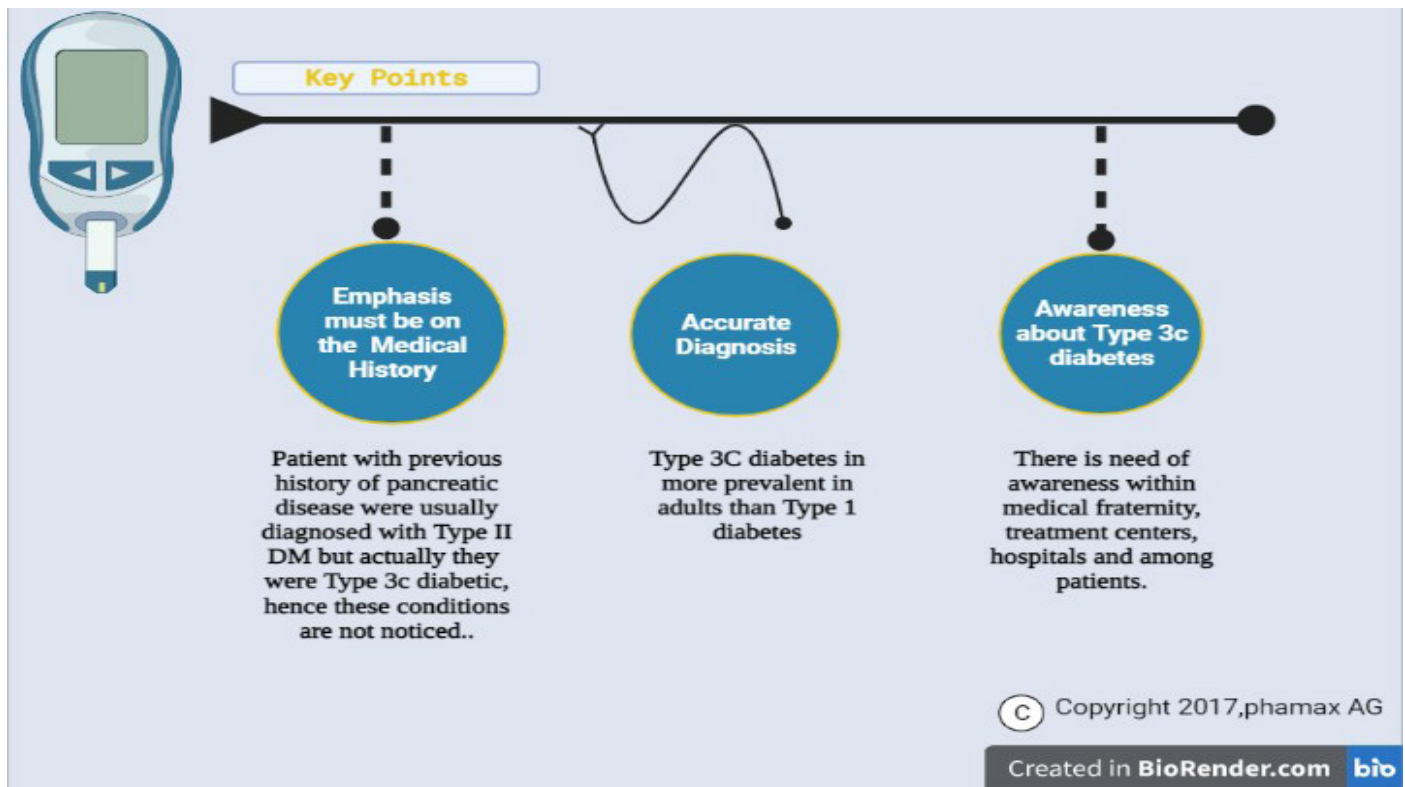 Key Points
Emphasis
must be on
the Medical
History
Patient with previous
history of pancreatic
disease were usually
diagnosed with Type II
DM but actually they
were Type 3c diabetic,
hence these conditions
are not noticed..
Accurate
Diagnosis
Type 3C diabetes in
more prevalent in
adults than Type 1
diabetes
Awareness
about Type 3c
diabetes
There is need of
awareness within
medical fraternity,
treatment centers,
hospitals and among
patients.
C Copyright 2017,phamax AG
Created in BioRender.com bio